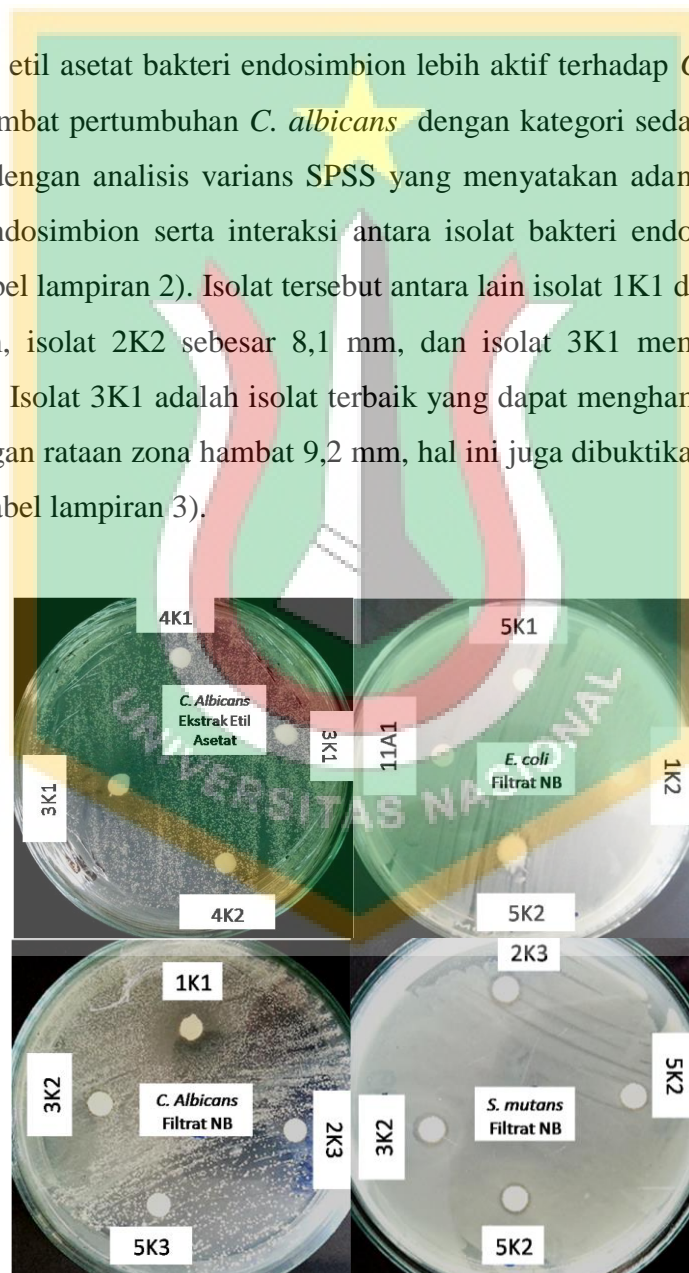 etil asetat bakteri endosimbion lebih aktif terhadap C
mbat pertumbuhan C. albicans dengan kategori seda
dengan analisis varians SPSS yang menyatakan adan
ndosimbion serta interaksi antara isolat bakteri endo
bel lampiran 2). Isolat tersebut antara lain isolat 1K1 d
, isolat 2K2 sebesar 8,1 mm, dan isolat 3K1 men
Isolat 3K1 adalah isolat terbaik yang dapat mengham
gan rataan zona hambat 9,2 mm, hal ini juga dibuktika
abel lampiran 3).
4K1
C. Albicans
Ekstrak Etil
Asetat
3K1
3K1
4K2
5K1
11A1
E. coli
Filtrat NB
1K2
5K2
UNIVERSITAS NASIONAL
1K1
3K2
C. Albicans
Filtrat NB
2K3
5K3
2K3
5K2
S. mutans
Filtrat NB
3K2
5K2